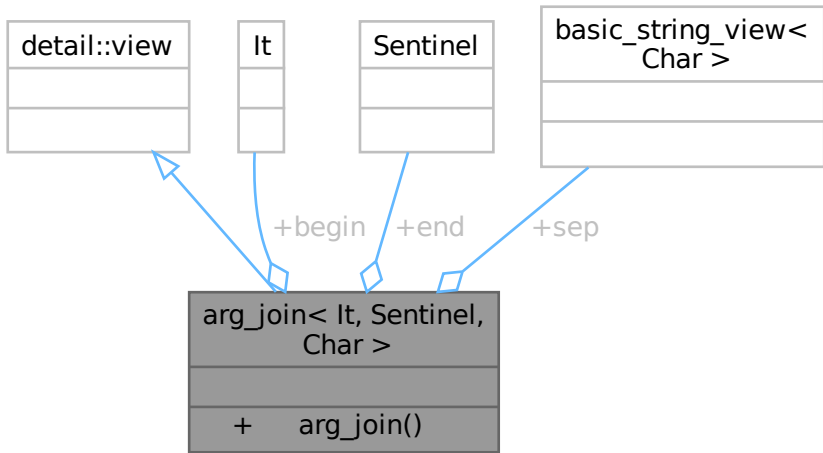 detail::view
It
Sentinel
basic_string_view<
Char >
+begin
+end
+sep
arg_join< It, Sentinel,
Char >
+ arg_join()